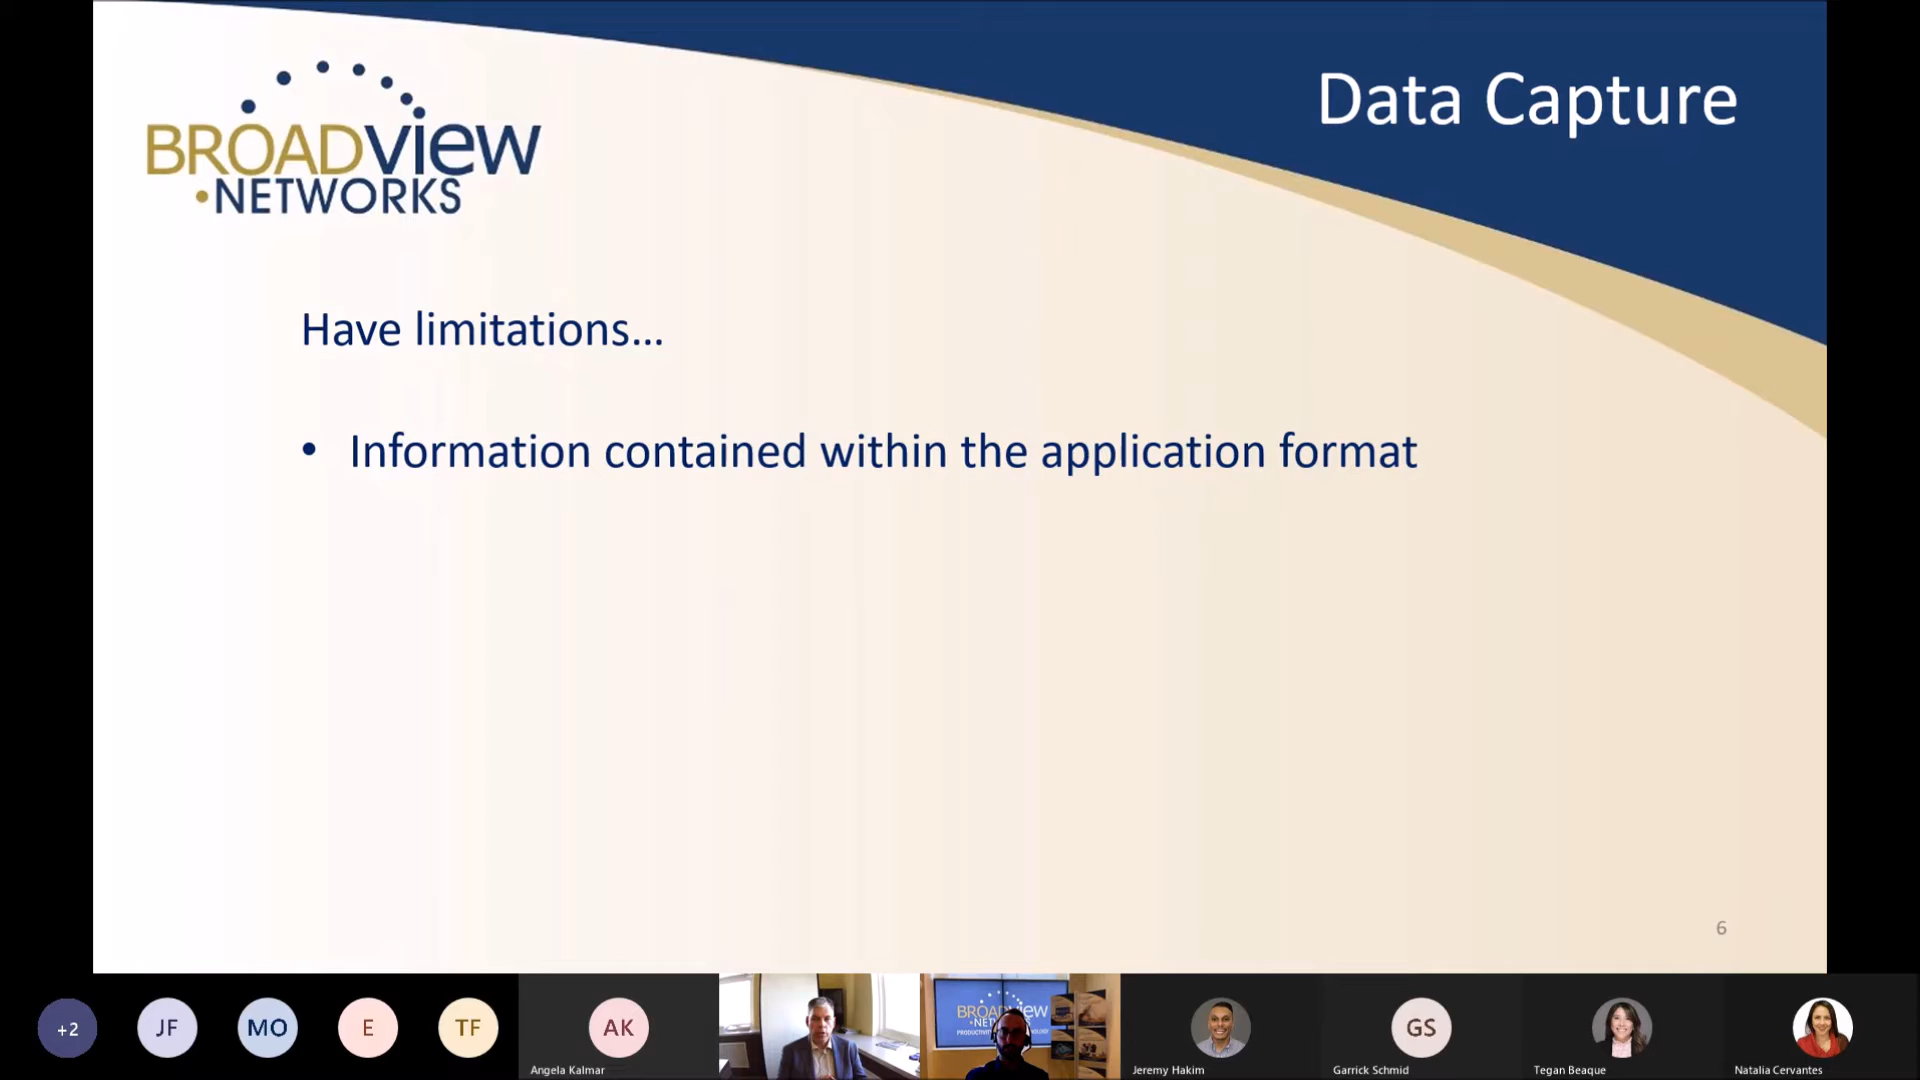 BROADVIEW
•NETWORKS
Data Capture
Have limitations...
• Information contained within the application format
6
+2
JF
MO
E
TF
AK
Angela Kalmar
BROADVIEW
Jeremy Hakim
GS
Garrick Schmid
Tegan Beaque
Natalia Cervantes